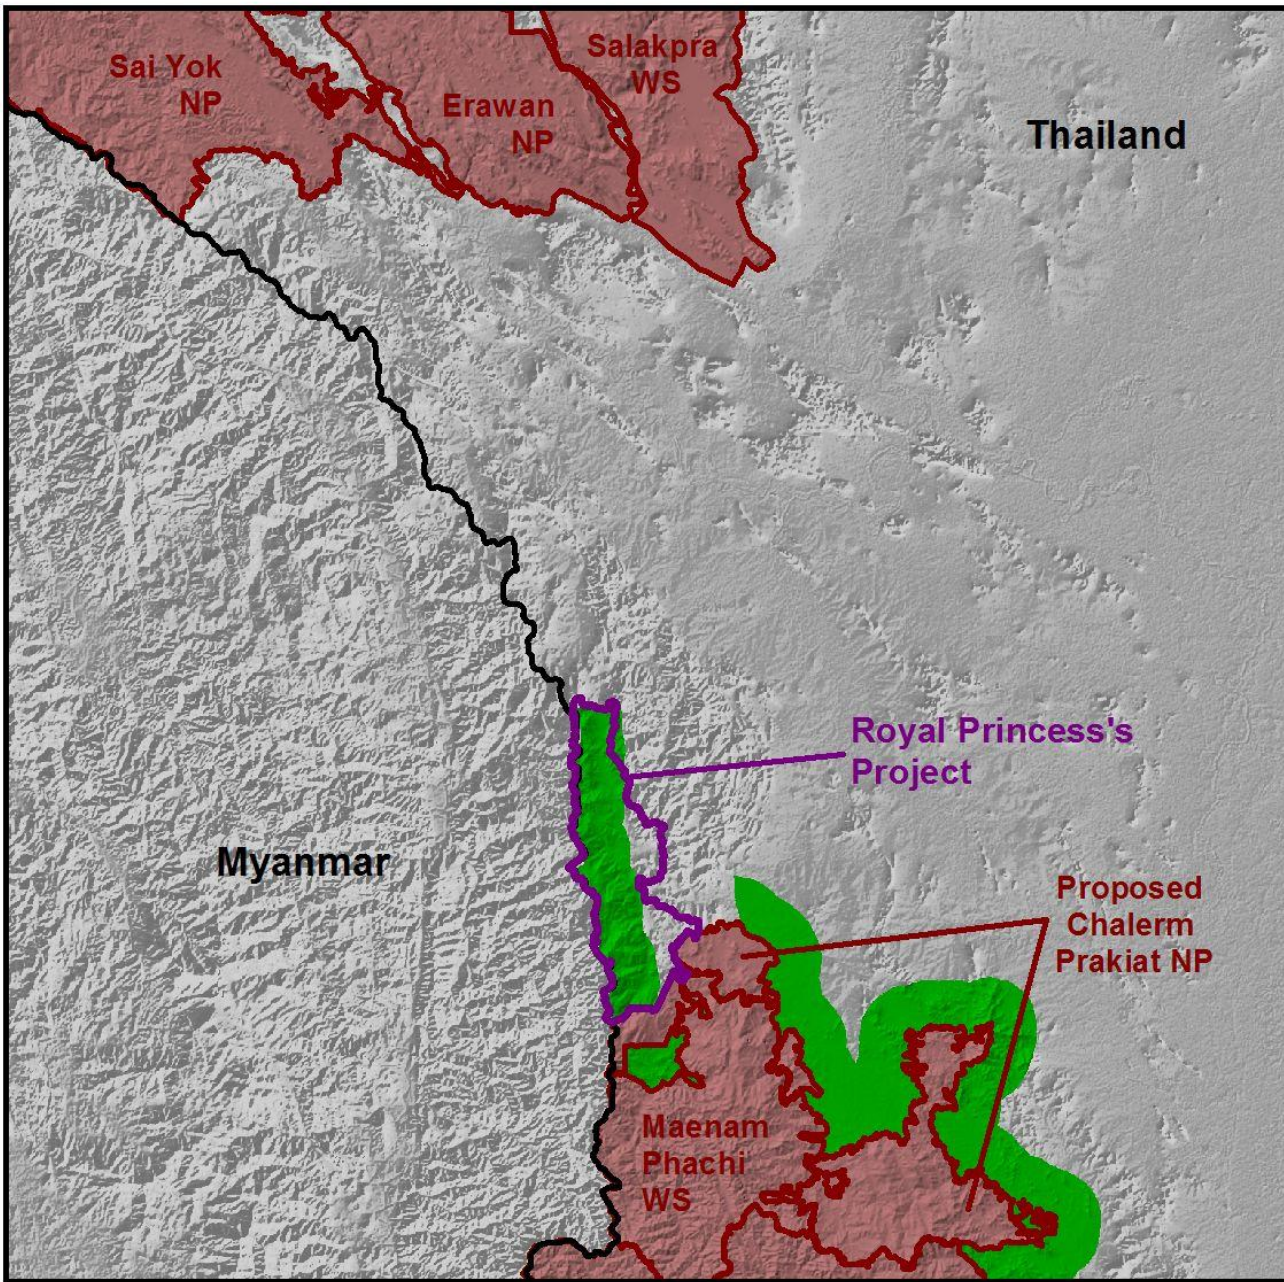 Sai Yok
NP
Erawan
NP
Salakpra
WS
Thailand
Royal Princess's
Project
Myanmar
Proposed
Chalerm
Prakiat NP
Maenam
Phachi
WS